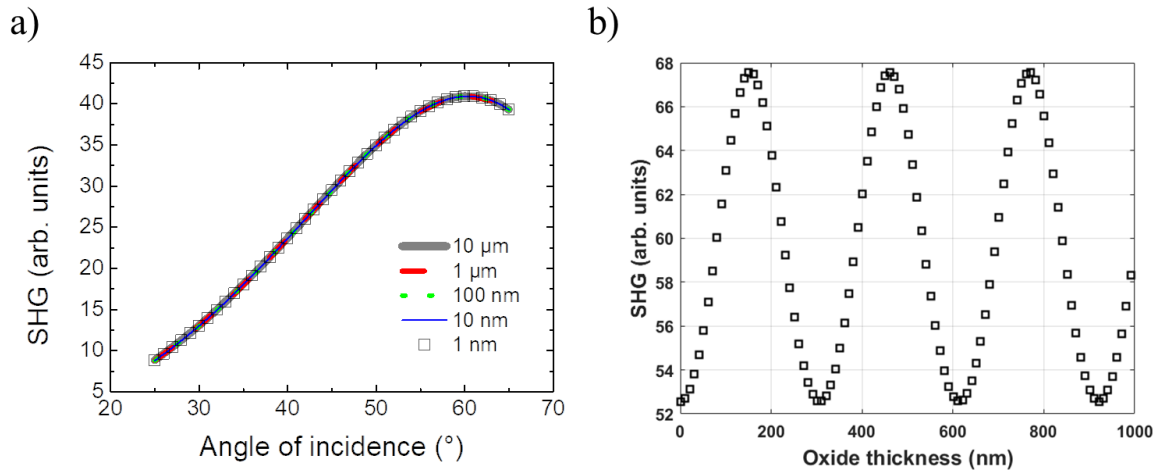 a)
45
40
35
30
25
20
15
10
5
SHG (arb. units)
10 µm
1 µm
100 nm
10 nm
1 nm
20 30 40 50 60 70
Angle of incidence (°)
b)
68
66
64
62
60
58
56
54
52
SHG (arb. units)
0 200 400 600 800 1000
Oxide thickness (nm)